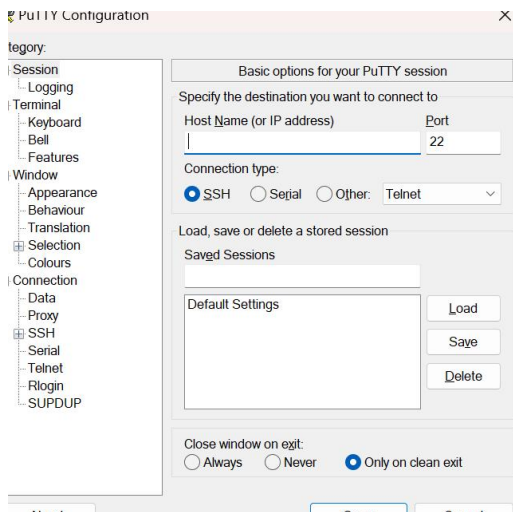 PuTTY Configuration
tegory:
Session
Logging
Terminal
Keyboard
Bell
Features
Window
Appearance
Behaviour
Translation
Selection
Colours
Connection
Data
Proxy
SSH
Serial
Telnet
Rlogin
SUPDUP
Basic options for your PuTTY session
Specify the destination you want to connect to
Host Name (or IP address) Port
22
Connection type:
SSH Serial Other: Telnet
Load, save or delete a stored session
Saved Sessions
Default Settings
Load
Save
Delete
Close window on exit:
Always Never Only on clean exit